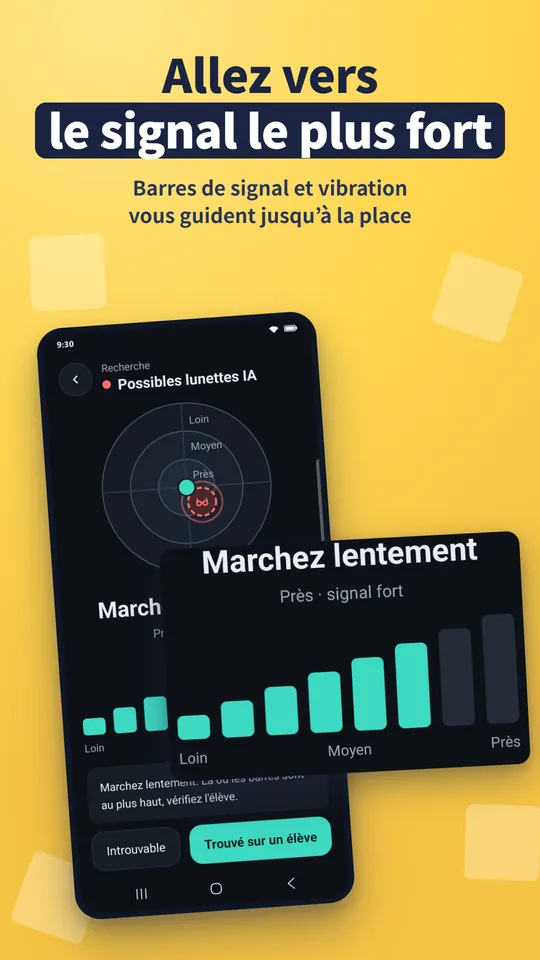 Allez vers
le signal le plus fort
Barres de signal et vibration
vous guident jusqu’à la place
9:30
Recherche
Possibles lunettes IA
Loin
Moyen
Près
Marchez lentement
Près · signal fort
Loin
Moyen
Près
Loin
Marchez lentement. Là où les barres sont
au plus haut, vérifiez l'élève.
Introuvable
Trouvé sur un élève